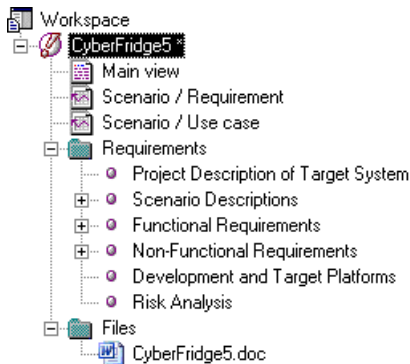 Workspace
CyberFridge5 *
Main view
Scenario / Requirement
Scenario / Use case
Requirements
Project Description of Target System
Scenario Descriptions
Functional Requirements
Non-Functional Requirements
Development and Target Platforms
Risk Analysis
Files
CyberFridge5.doc